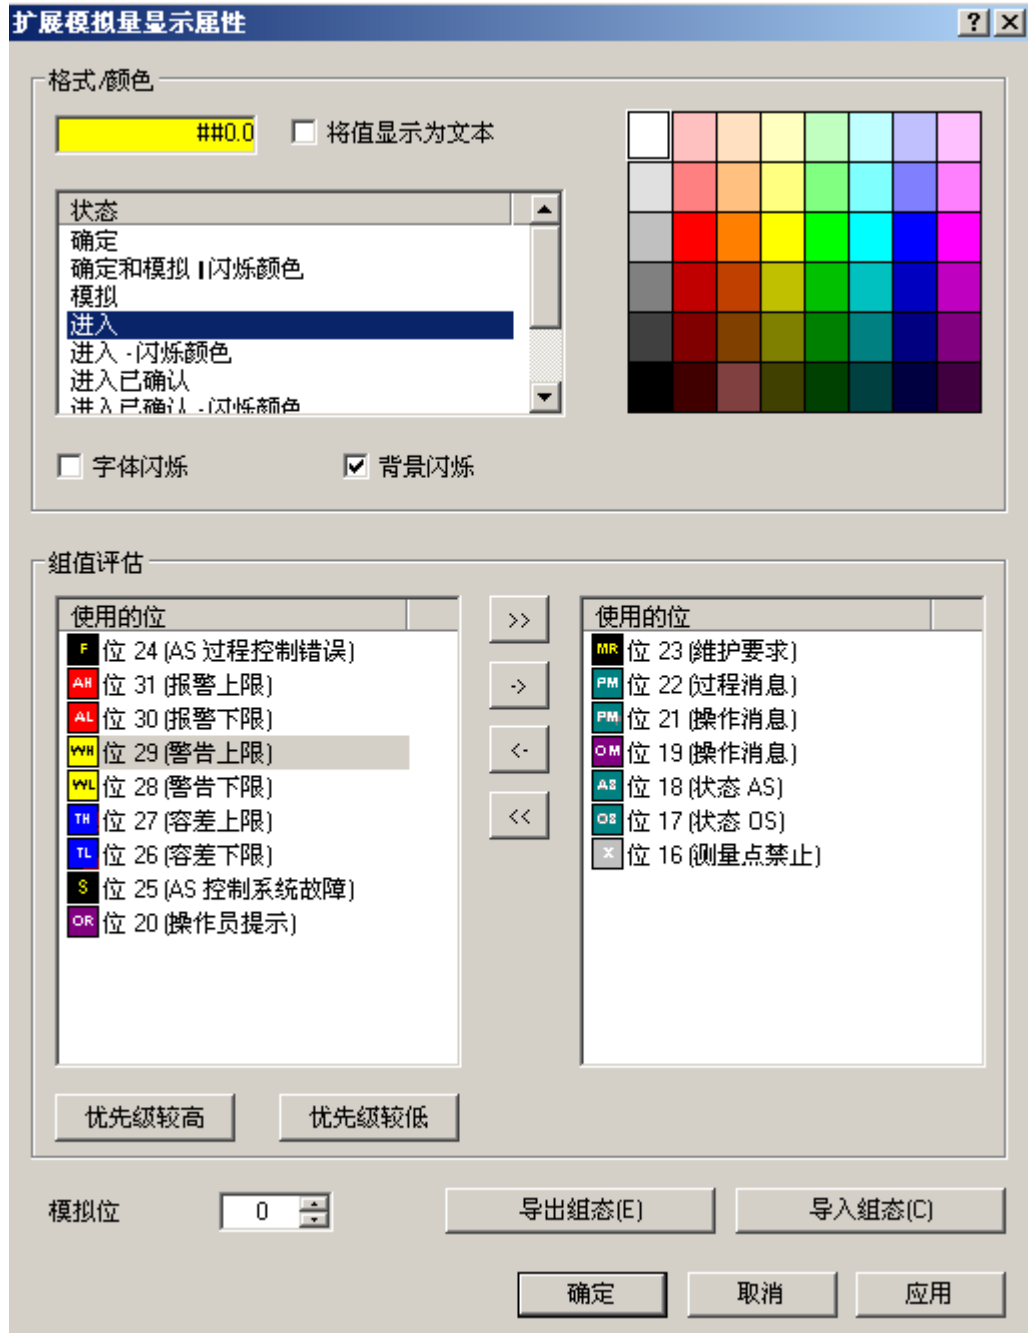 扩展模拟量显示属性
格式/颜色
##0.0
将值显示为文本
状态
确定
确定和模拟 | 闪烁颜色
模拟
进入
进入 - 闪烁颜色
进入已确认
进入已确认 - 闪烁颜色
字体闪烁
背景闪烁
组值评估
使用的位
F 位 24 (AS 过程控制错误)
AH 位 31 (报警上限)
AL 位 30 (报警下限)
WH 位 29 (警告上限)
WL 位 28 (警告下限)
TH 位 27 (容差上限)
TL 位 26 (容差下限)
S 位 25 (AS 控制系统故障)
OR 位 20 (操作员提示)
>>
->
<-
<<
使用的位
MR 位 23 (维护要求)
PM 位 22 (过程消息)
PM 位 21 (操作消息)
OM 位 19 (操作消息)
AS 位 18 (状态 AS)
OS 位 17 (状态 OS)
X 位 16 (测量点禁止)
优先级较高
优先级较低
模拟位
0
导出组态(E)
导入组态(C)
确定
取消
应用